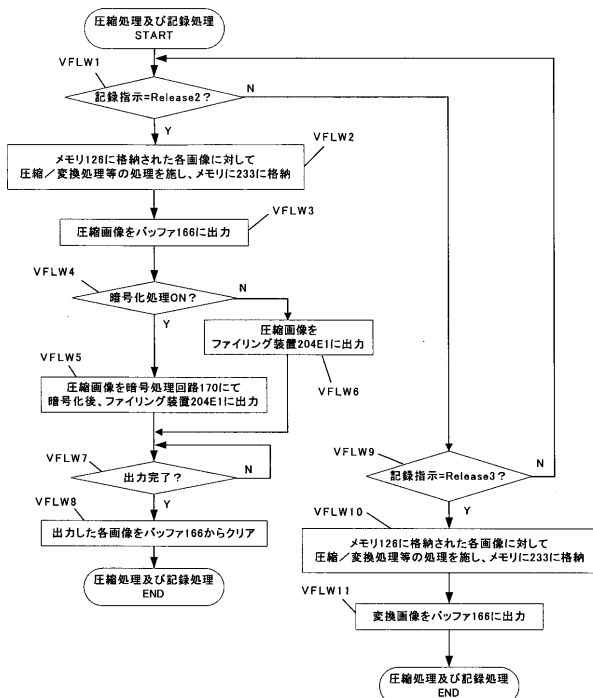 圧縮処理及び記録処理
START
VFLW1
記録指示=Release2?
N
Y
VFLW2
メモリ126に格納された各画像に対して
圧縮/変換処理等の処理を施し、メモリに233に格納
VFLW3
圧縮画像をバッファ166に出力
VFLW4
暗号化処理ON?
N
Y
圧縮画像を
ファイリング装置204E1に出力
VFLW6
VFLW5
圧縮画像を暗号処理回路170にて
暗号化後、ファイリング装置204E1に出力
VFLW7
出力完了?
N
Y
VFLW8
出力した各画像をバッファ166からクリア
圧縮処理及び記録処理
END
VFLW9
記録指示=Release3?
N
Y
VFLW10
メモリ126に格納された各画像に対して
圧縮/変換処理等の処理を施し、メモリに233に格納
VFLW11
変換画像をバッファ166に出力
圧縮処理及び記録処理
END